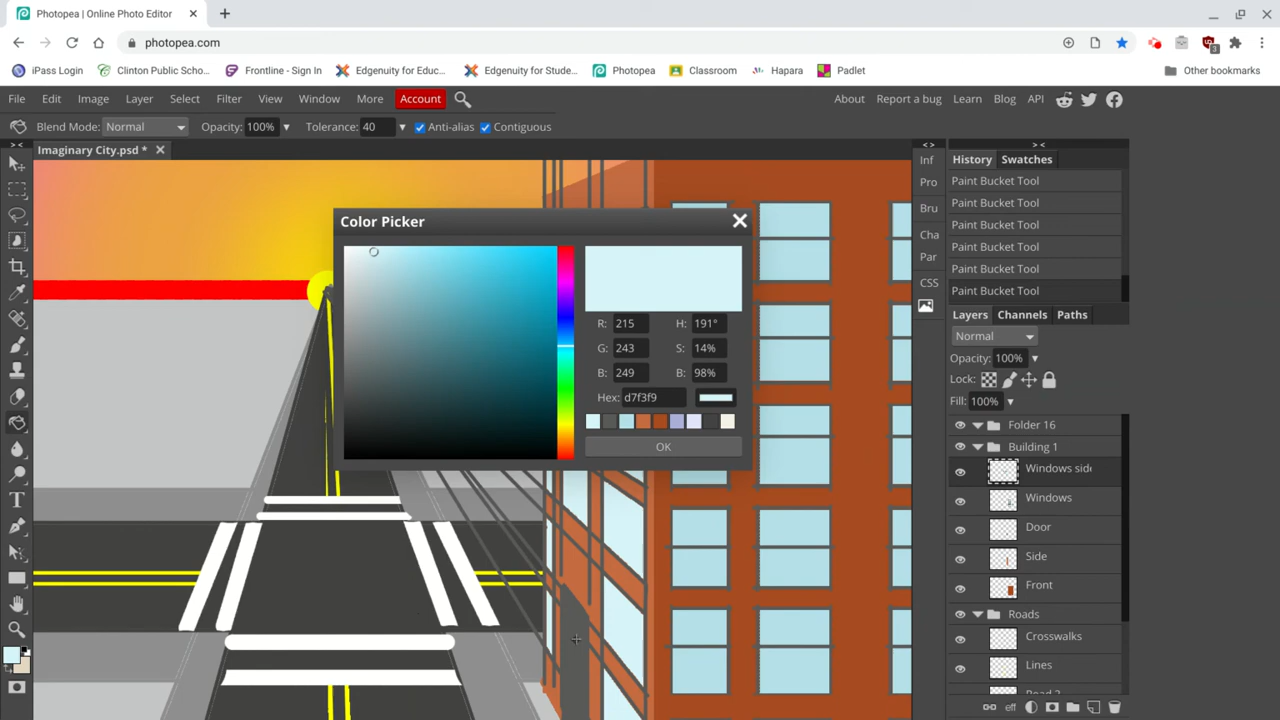 Photopea | Online Photo Editor
photopea.com
iPass Login
Clinton Public Scho...
Frontline - Sign In
Edgenuity for Educ...
Edgenuity for Stude...
Photopea
Classroom
Hapara
Padlet
Other bookmarks
File Edit Image Layer Select Filter View Window More Account
About Report a bug Learn Blog API
Blend Mode: Normal Opacity: 100% Tolerance: 40 Anti-alias Contiguous
Imaginary City.psd *
> <
< >
> <
Inf
Pro
Bru
Cha
Par
CSS
History Swatches
Paint Bucket Tool
Paint Bucket Tool
Paint Bucket Tool
Paint Bucket Tool
Paint Bucket Tool
Paint Bucket Tool
Layers Channels Paths
Normal
Opacity: 100%
Lock:
Fill: 100%
Folder 16
Building 1
Windows side
Windows
Door
Side
Front
Roads
Crosswalks
Lines
Road 2
eff
Color Picker
R: 215 H: 191°
G: 243 S: 14%
B: 249 B: 98%
Hex: d7f3f9
OK
3